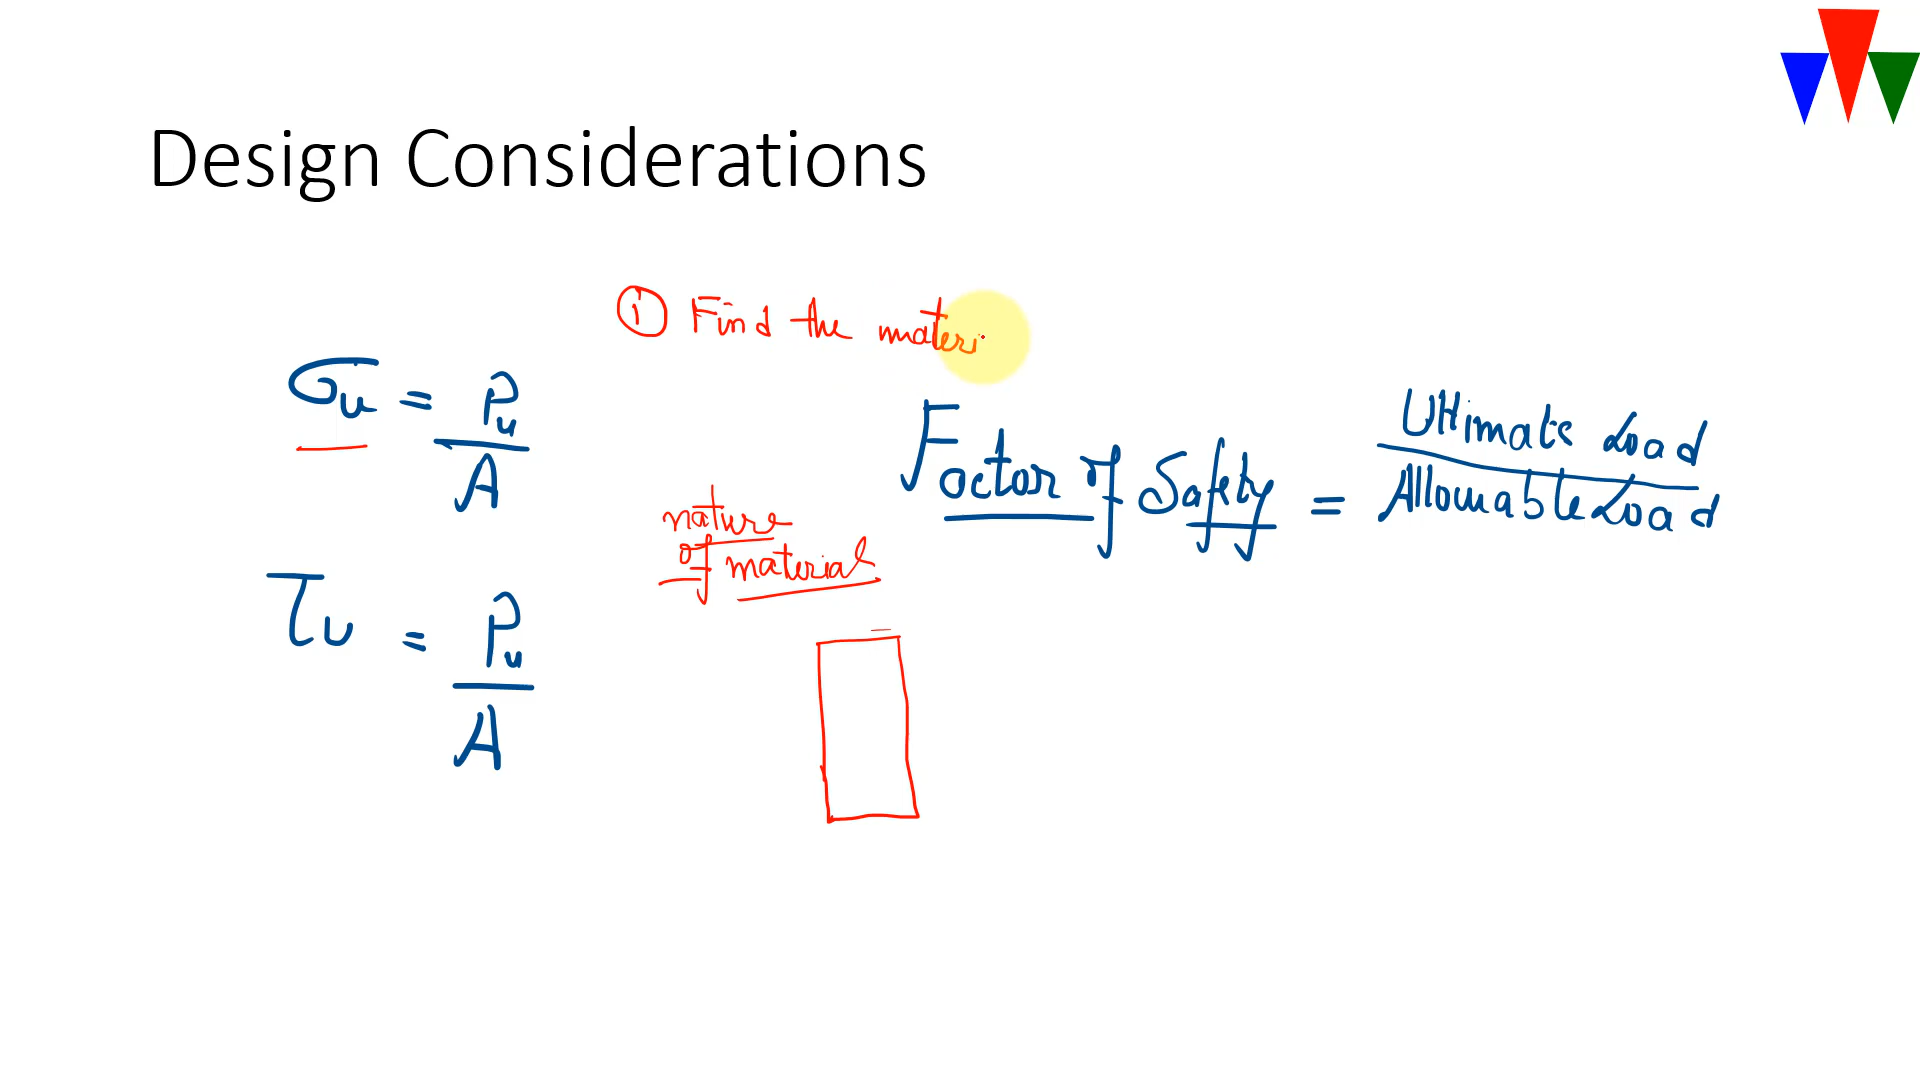 Design Considerations
i Find the materi
σu = Pu / A
Factor of Safety = Ultimate Load / Allowable Load
nature
of material
τu = Pu / A